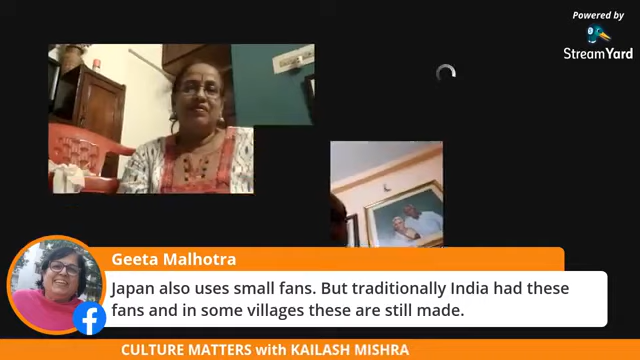 Powered by
StreamYard
Geeta Malhotra
Japan also uses small fans. But traditionally India had these
fans and in some villages these are still made.
CULTURE MATTERS with KAILASH MISHRA